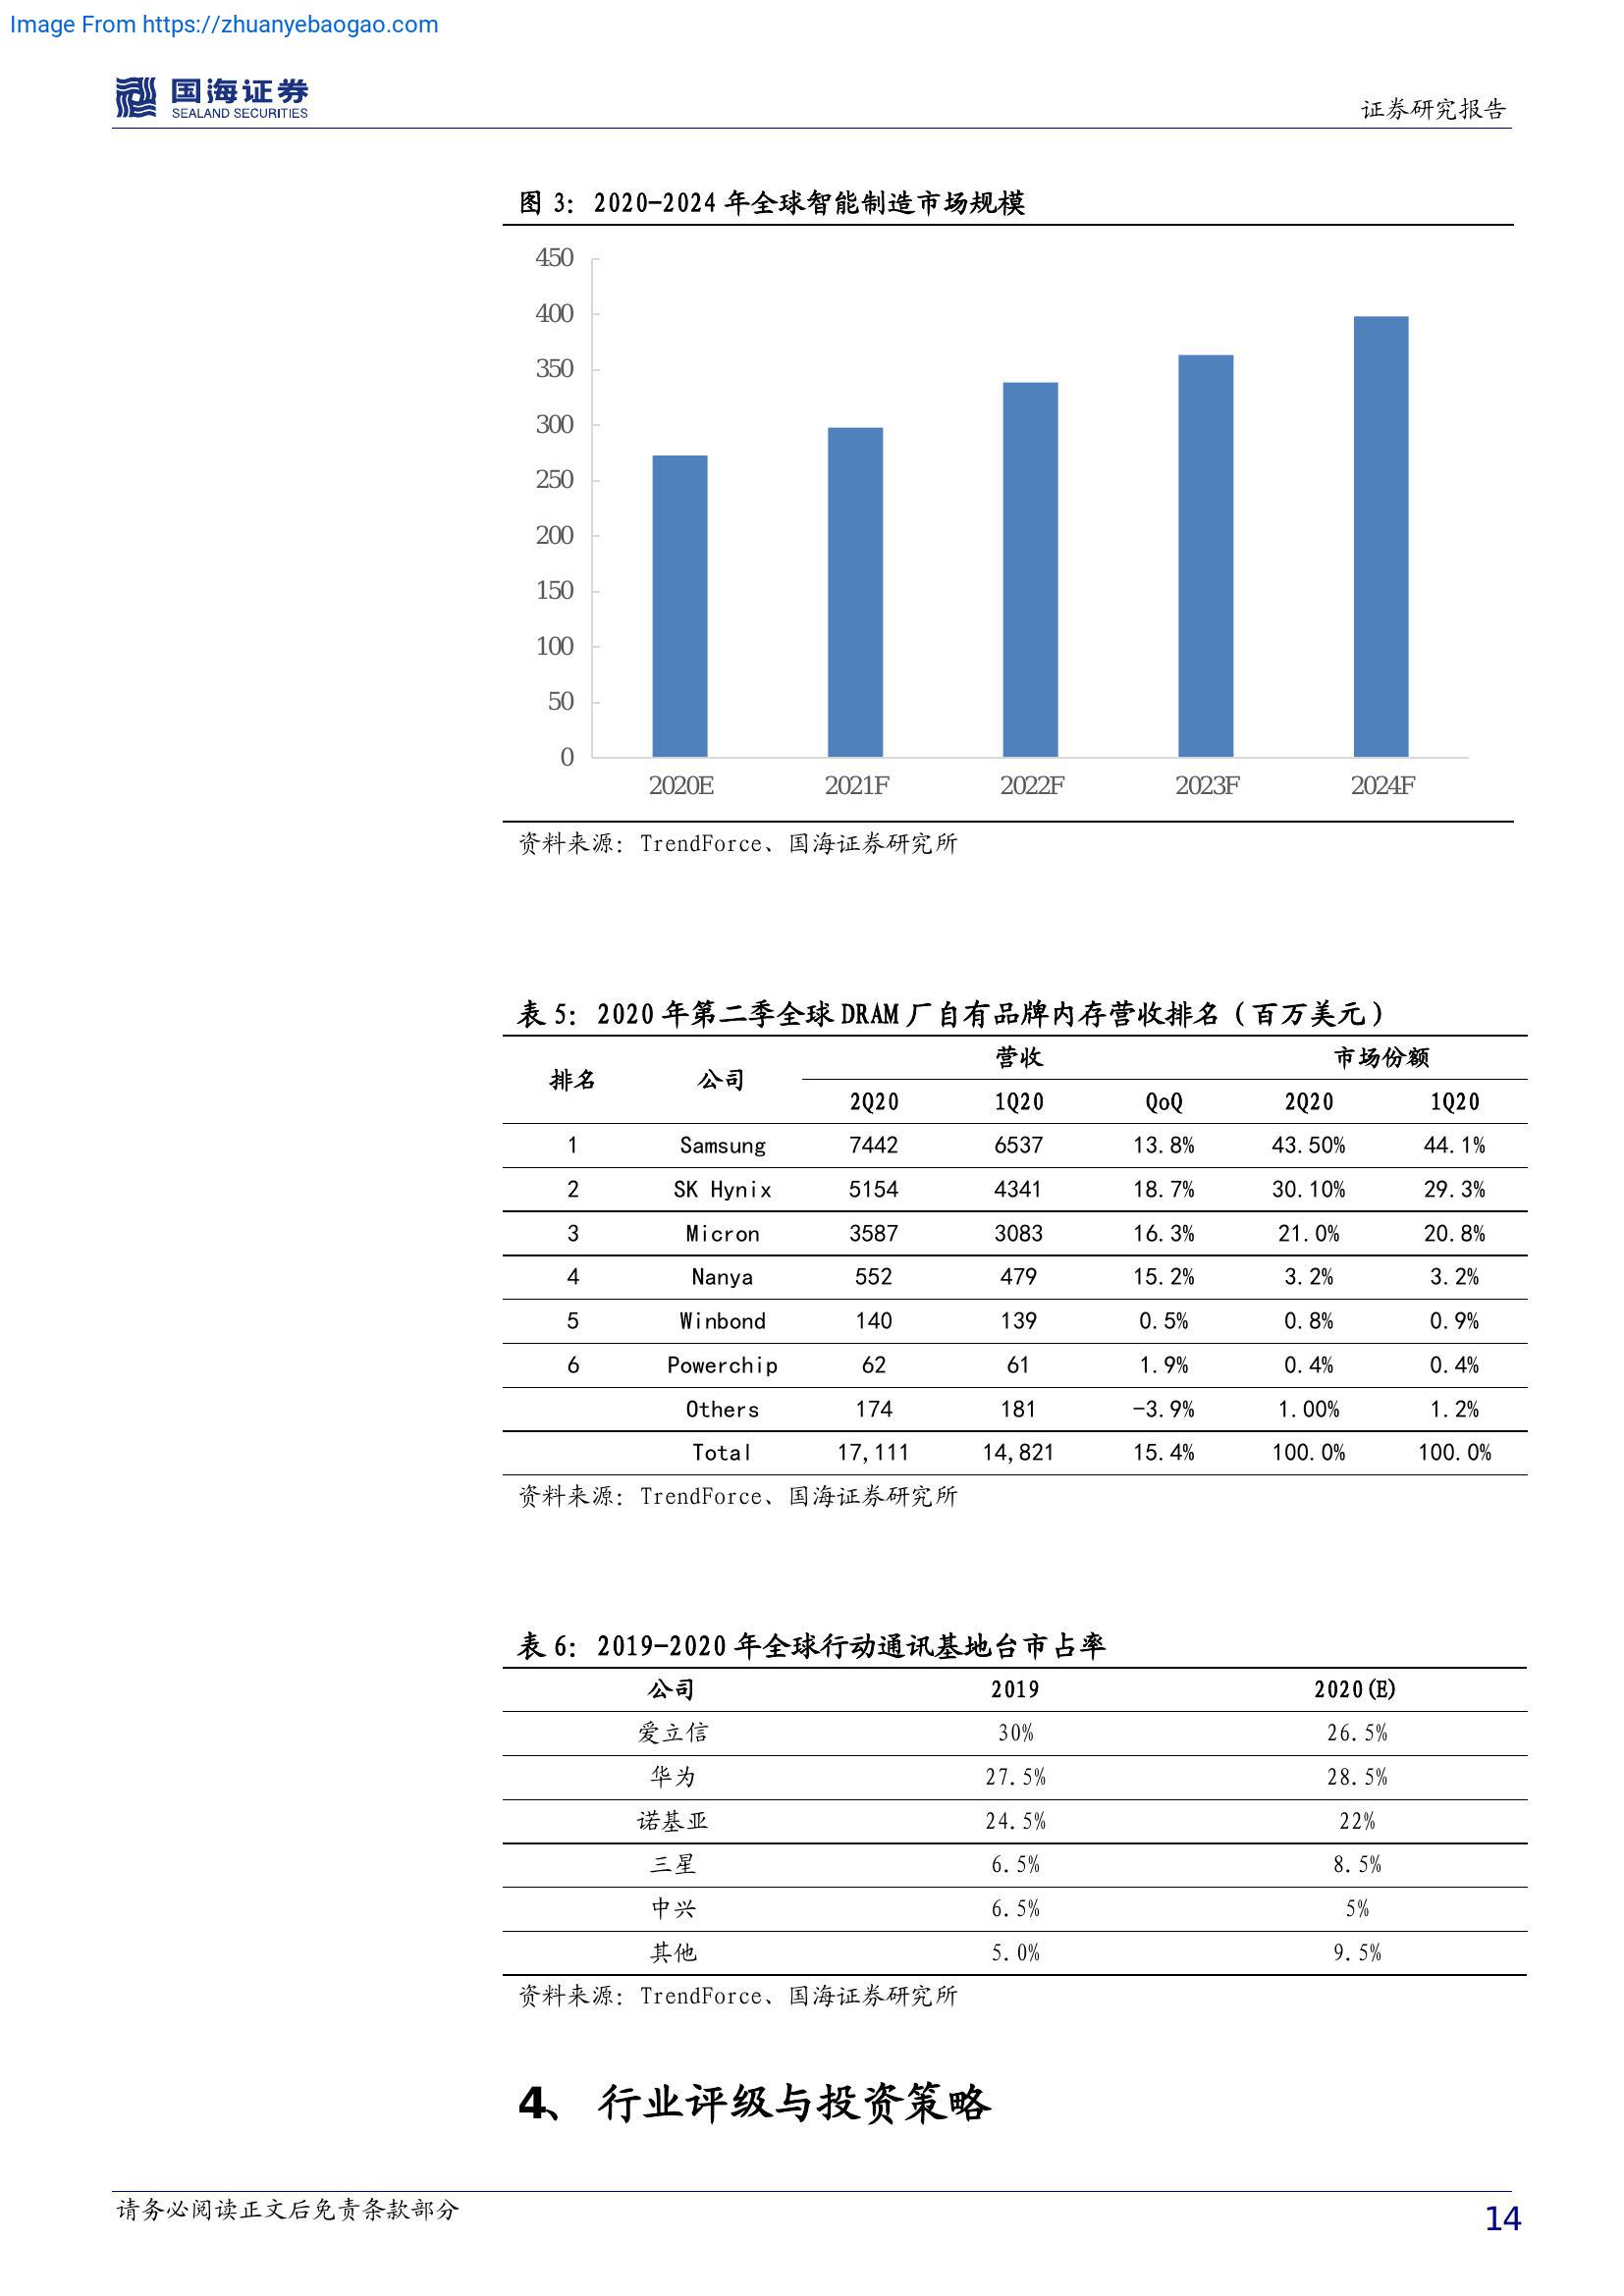 Image From https://zhuanyebaogao.com
国海证券
SEALAND SECURITIES
证券研究报告
图 3: 2020-2024 年全球智能制造市场规模
450
400
350
300
250
200
150
100
50
0
2020E 2021F 2022F 2023F 2024F
资料来源: TrendForce、国海证券研究所
表 5: 2020 年第二季全球 DRAM 厂自有品牌内存营收排名(百万美元)
排名 公司 营收 市场份额
2Q20 1Q20 QoQ 2Q20 1Q20
1 Samsung 7442 6537 13.8% 43.50% 44.1%
2 SK Hynix 5154 4341 18.7% 30.10% 29.3%
3 Micron 3587 3083 16.3% 21.0% 20.8%
4 Nanya 552 479 15.2% 3.2% 3.2%
5 Winbond 140 139 0.5% 0.8% 0.9%
6 Powerchip 62 61 1.9% 0.4% 0.4%
Others 174 181 -3.9% 1.00% 1.2%
Total 17,111 14,821 15.4% 100.0% 100.0%
资料来源: TrendForce、国海证券研究所
表 6: 2019-2020 年全球行动通讯基地台市占率
公司 2019 2020(E)
爱立信 30% 26.5%
华为 27.5% 28.5%
诺基亚 24.5% 22%
三星 6.5% 8.5%
中兴 6.5% 5%
其他 5.0% 9.5%
资料来源: TrendForce、国海证券研究所
4、 行业评级与投资策略
请务必阅读正文后免责条款部分
14